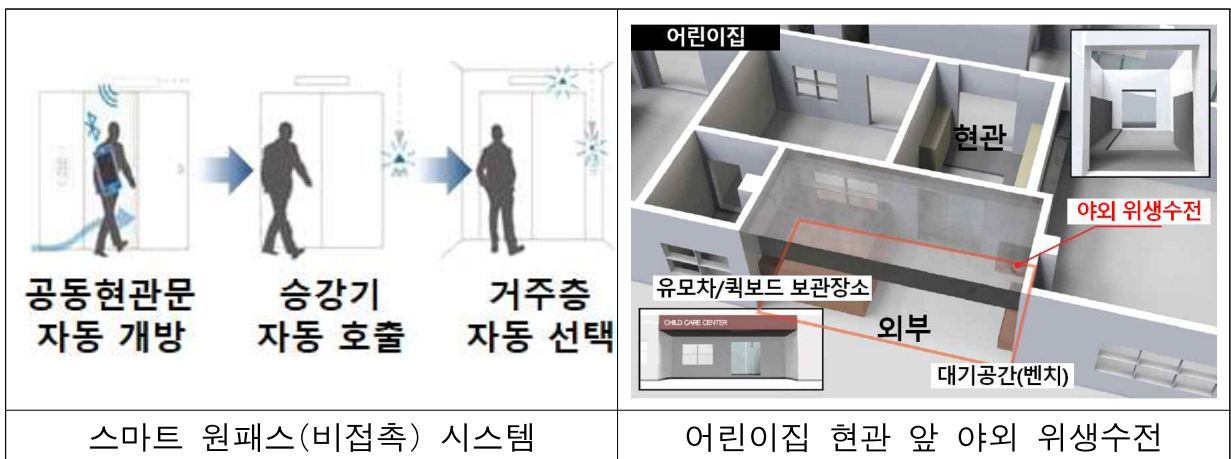 공동현관문
자동 개방
승강기
자동 호출
거주층
자동 선택
스마트 원패스(비접촉) 시스템
어린이집
현관
야외 위생수전
유모차/퀵보드 보관장소
CHILD CARE CENTER
외부
대기공간(벤치)
어린이집 현관 앞 야외 위생수전